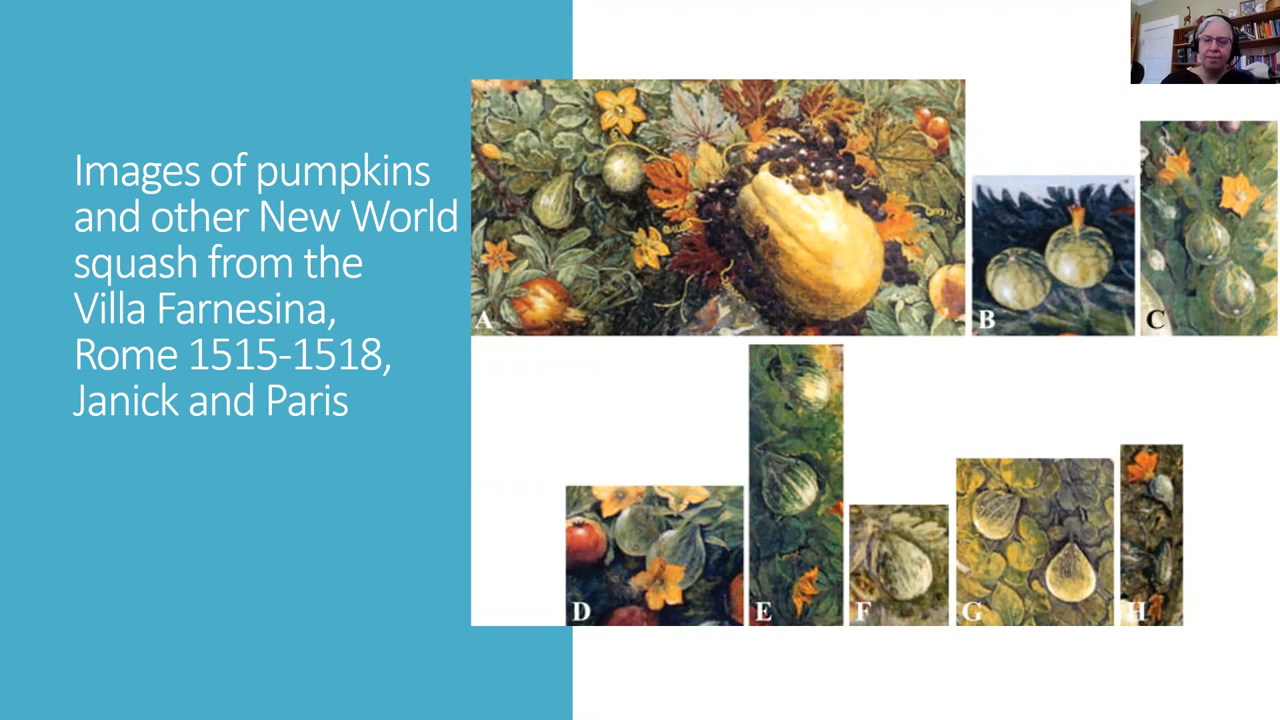 Images of pumpkins
and other New World
squash from the
Villa Farnesina,
Rome 1515-1518,
Janick and Paris
A
B
C
D
E
F
G
H